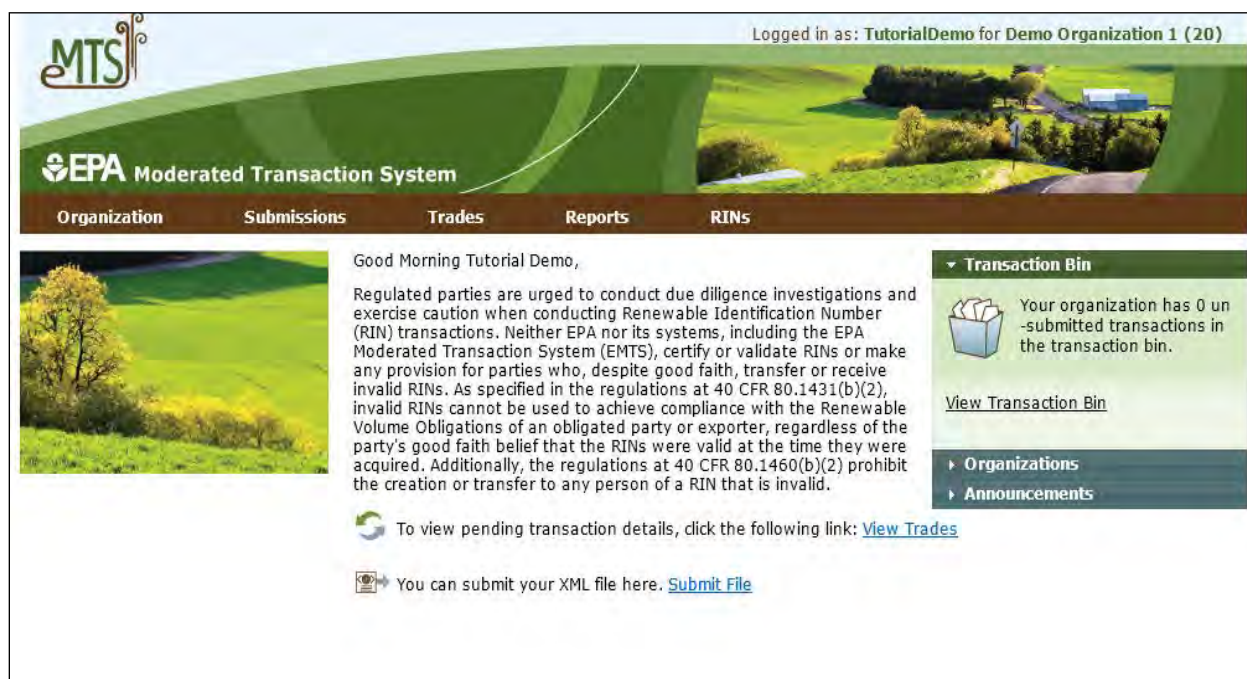 eMTS
Logged in as: TutorialDemo for Demo Organization 1 (20)
EPA Moderated Transaction System
Organization Submissions Trades Reports RINs
Good Morning Tutorial Demo,
Regulated parties are urged to conduct due diligence investigations and
exercise caution when conducting Renewable Identification Number
(RIN) transactions. Neither EPA nor its systems, including the EPA
Moderated Transaction System (EMTS), certify or validate RINs or make
any provision for parties who, despite good faith, transfer or receive
invalid RINs. As specified in the regulations at 40 CFR 80.1431(b)(2),
invalid RINs cannot be used to achieve compliance with the Renewable
Volume Obligations of an obligated party or exporter, regardless of the
party's good faith belief that the RINs were valid at the time they were
acquired. Additionally, the regulations at 40 CFR 80.1460(b)(2) prohibit
the creation or transfer to any person of a RIN that is invalid.
To view pending transaction details, click the following link: View Trades
You can submit your XML file here. Submit File
Transaction Bin
Your organization has 0 un
-submitted transactions in
the transaction bin.
View Transaction Bin
Organizations
Announcements